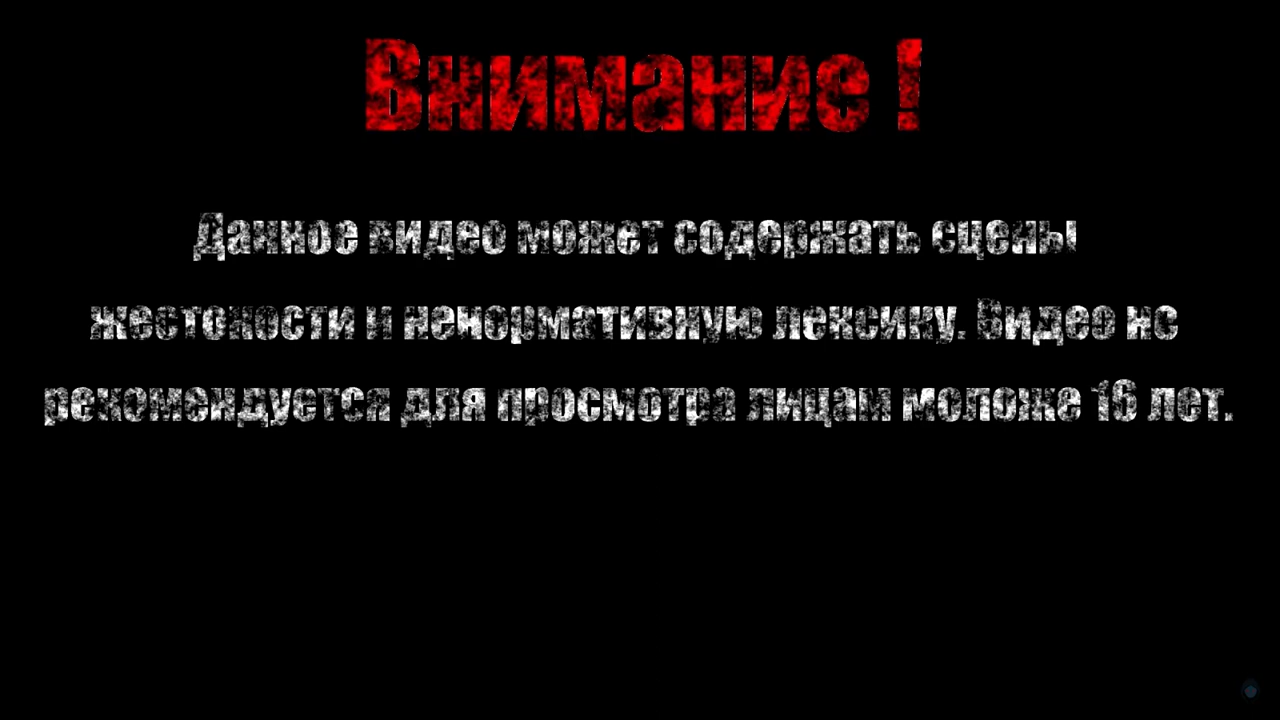 Внимание !
Данное видео может содержать сцены
жестокости и ненормативную лексику. Видео не
рекомендуется для просмотра лицам моложе 16 лет.